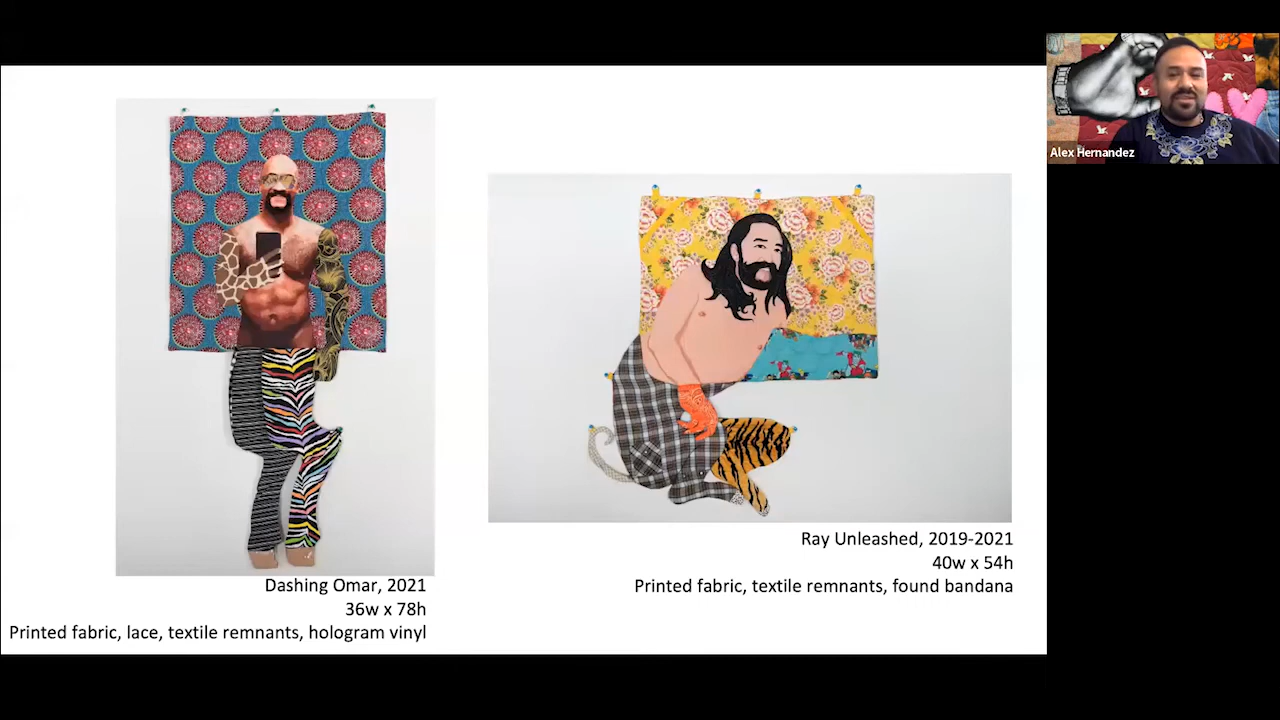 Alex Hernandez
Dashing Omar, 2021
36w x 78h
Printed fabric, lace, textile remnants, hologram vinyl
Ray Unleashed, 2019-2021
40w x 54h
Printed fabric, textile remnants, found bandana